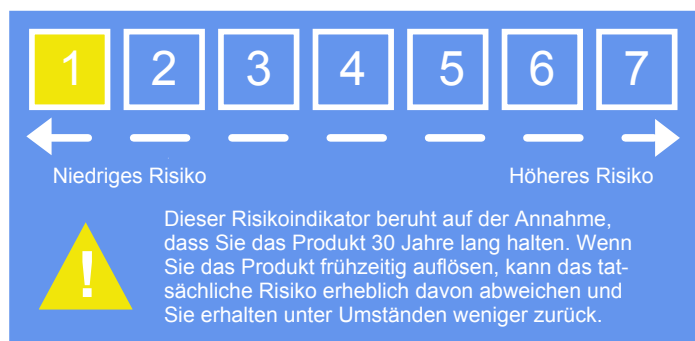 1 2 3 4 5 6 7
Niedriges Risiko Höheres Risiko
Dieser Risikoindikator beruht auf der Annahme,
dass Sie das Produkt 30 Jahre lang halten. Wenn
Sie das Produkt frühzeitig auflösen, kann das tat-
sächliche Risiko erheblich davon abweichen und
Sie erhalten unter Umständen weniger zurück.
!